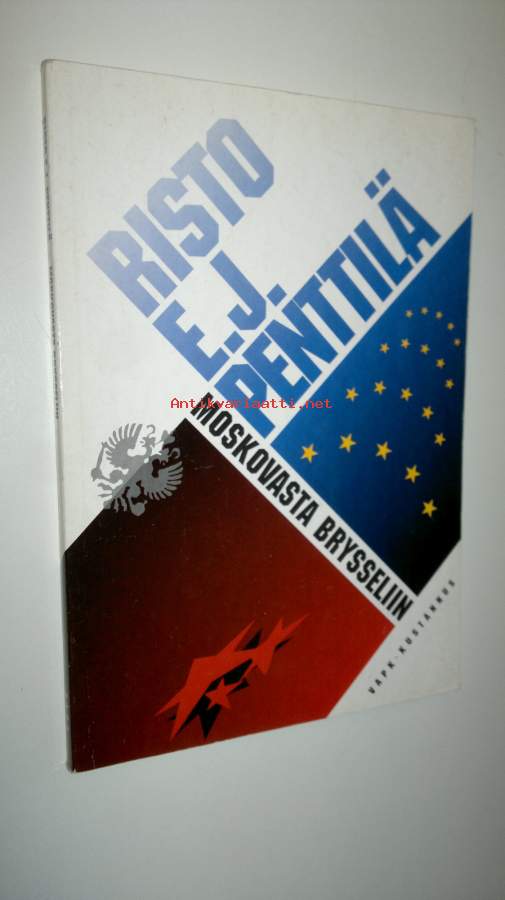 RISTO
E.J.
PENTTILÄ
MOSKOVASTA BRYSSELIIN
VAPK-KUSTANNUS
Antikvariaatti.net